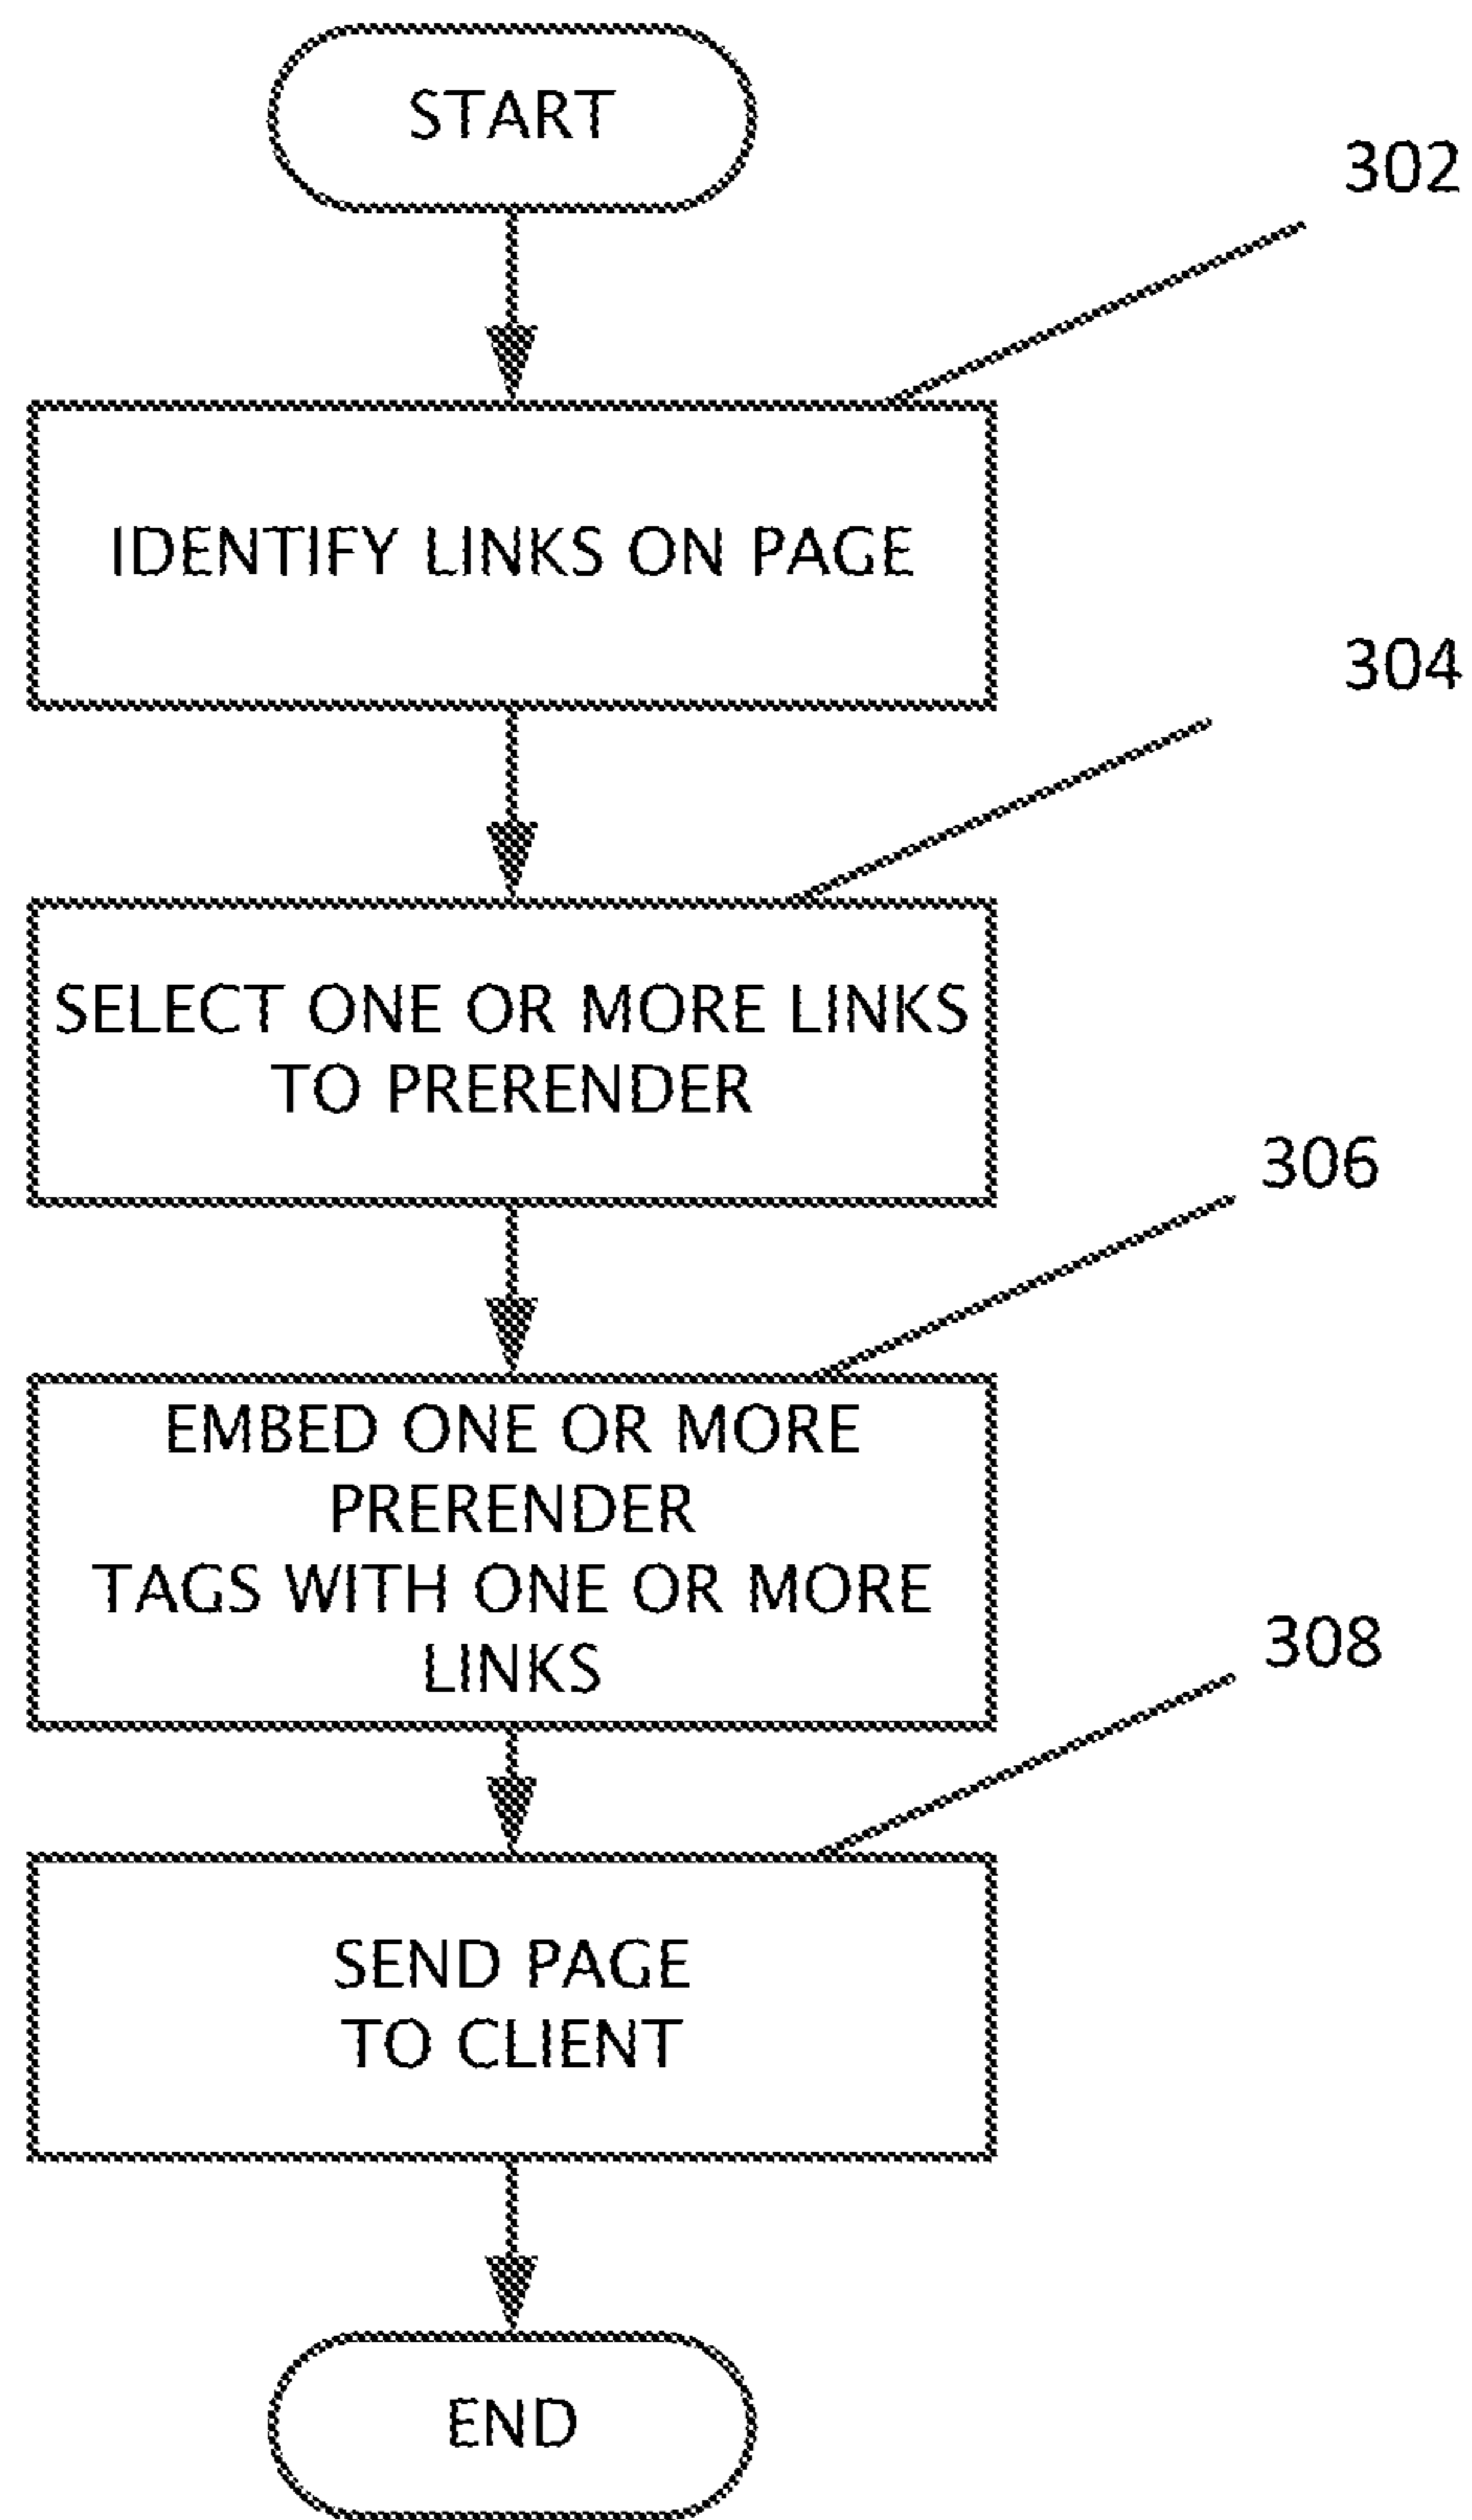 START
302
IDENTIFY LINKS ON PAGE
304
SELECT ONE OR MORE LINKS
TO PRERENDER
306
EMBED ONE OR MORE
PRERENDER
TAGS WITH ONE OR MORE
LINKS
308
SEND PAGE
TO CLIENT
END